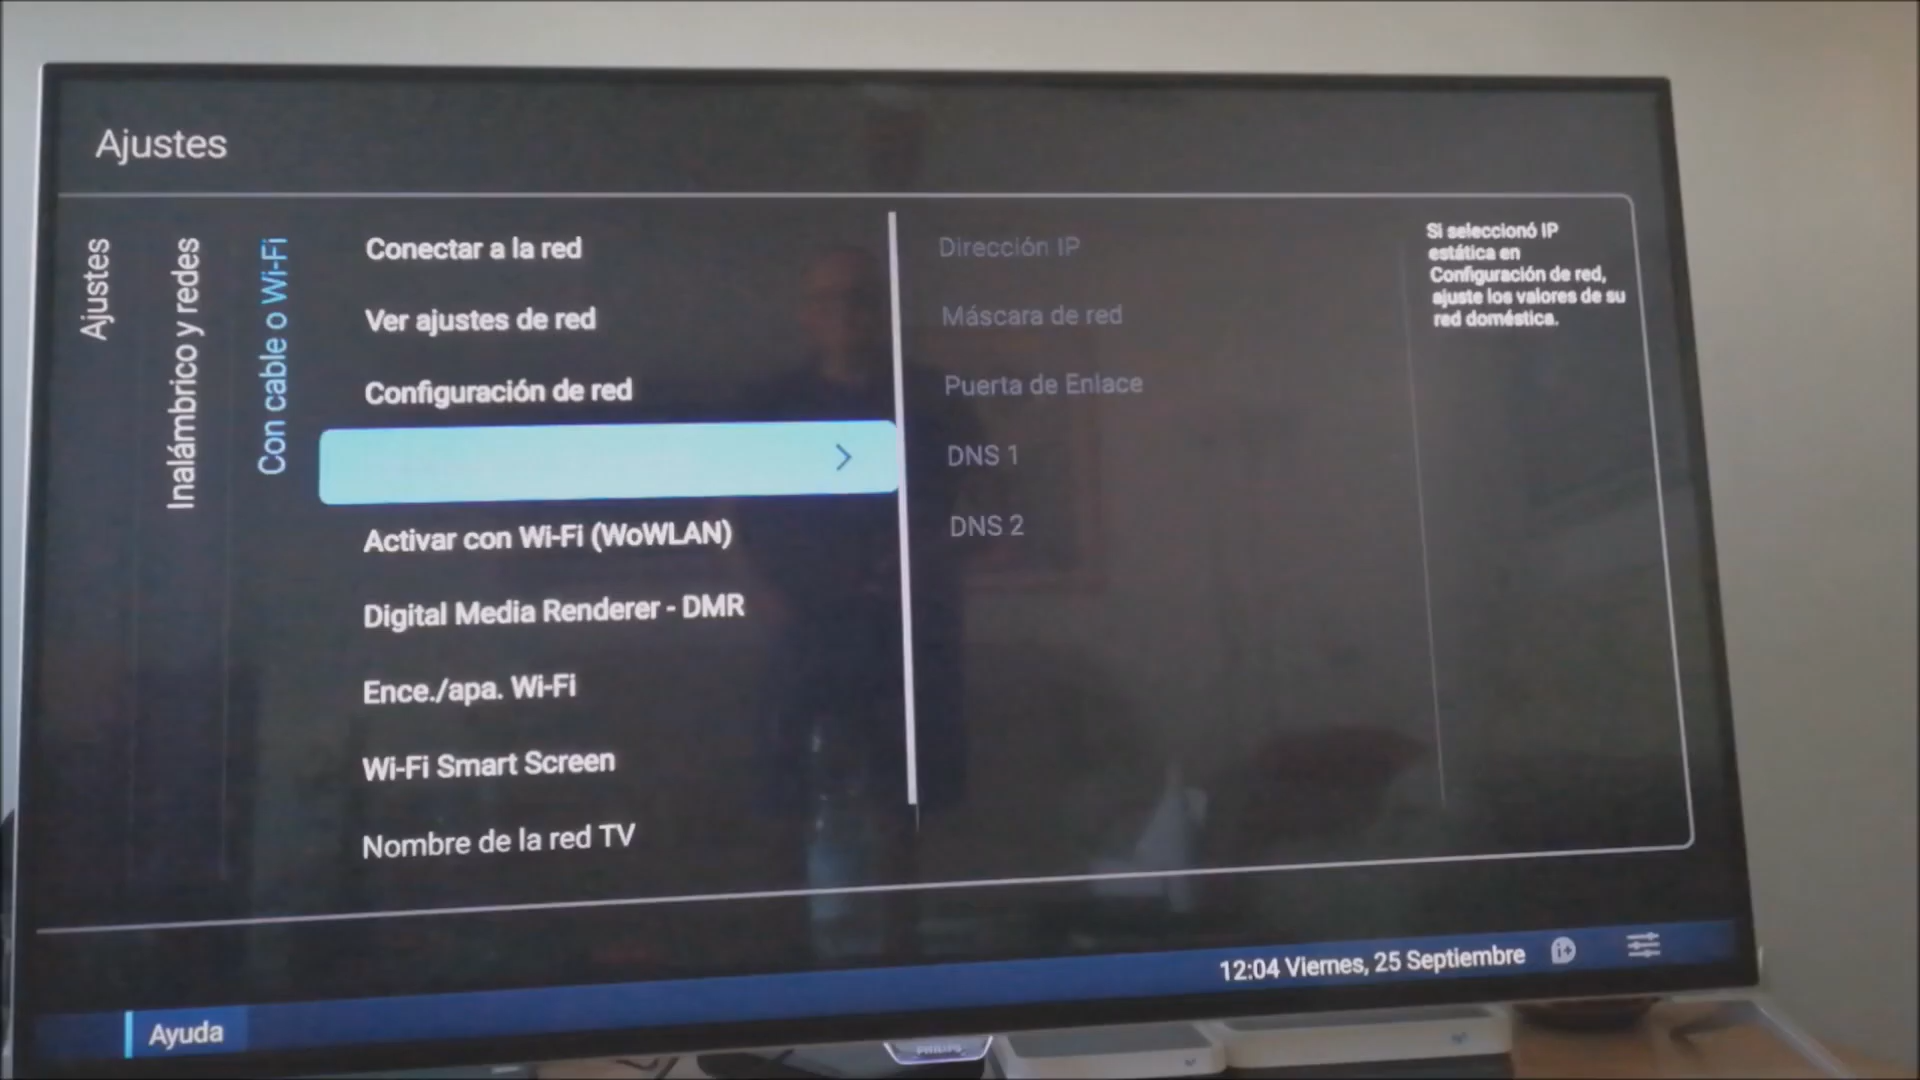 Ajustes
Ajustes
Inalámbrico y redes
Con cable o Wi-Fi
Conectar a la red
Ver ajustes de red
Configuración de red
Activar con Wi-Fi (WoWLAN)
Digital Media Renderer - DMR
Ence./apa. Wi-Fi
Wi-Fi Smart Screen
Nombre de la red TV
Dirección IP
Máscara de red
Puerta de Enlace
DNS 1
DNS 2
Si seleccionó IP
estática en
Configuración de red,
ajuste los valores de su
red doméstica.
12:04 Viernes, 25 Septiembre
Ayuda
PHILIPS